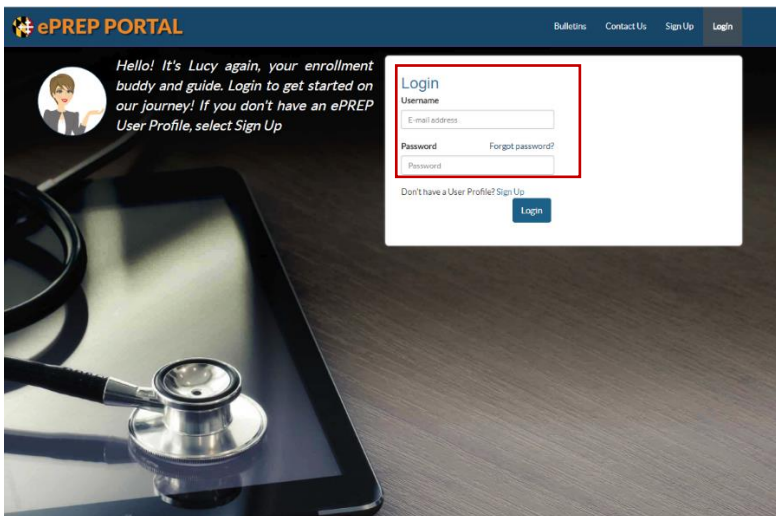 ePREP PORTAL
Bulletins Contact Us Sign Up Login
Hello! It's Lucy again, your enrollment
buddy and guide. Login to get started on
our journey! If you don't have an ePREP
User Profile, select Sign Up
Login
Username
E-mail address
Password Forgot password?
Password
Don't have a User Profile? Sign Up
Login